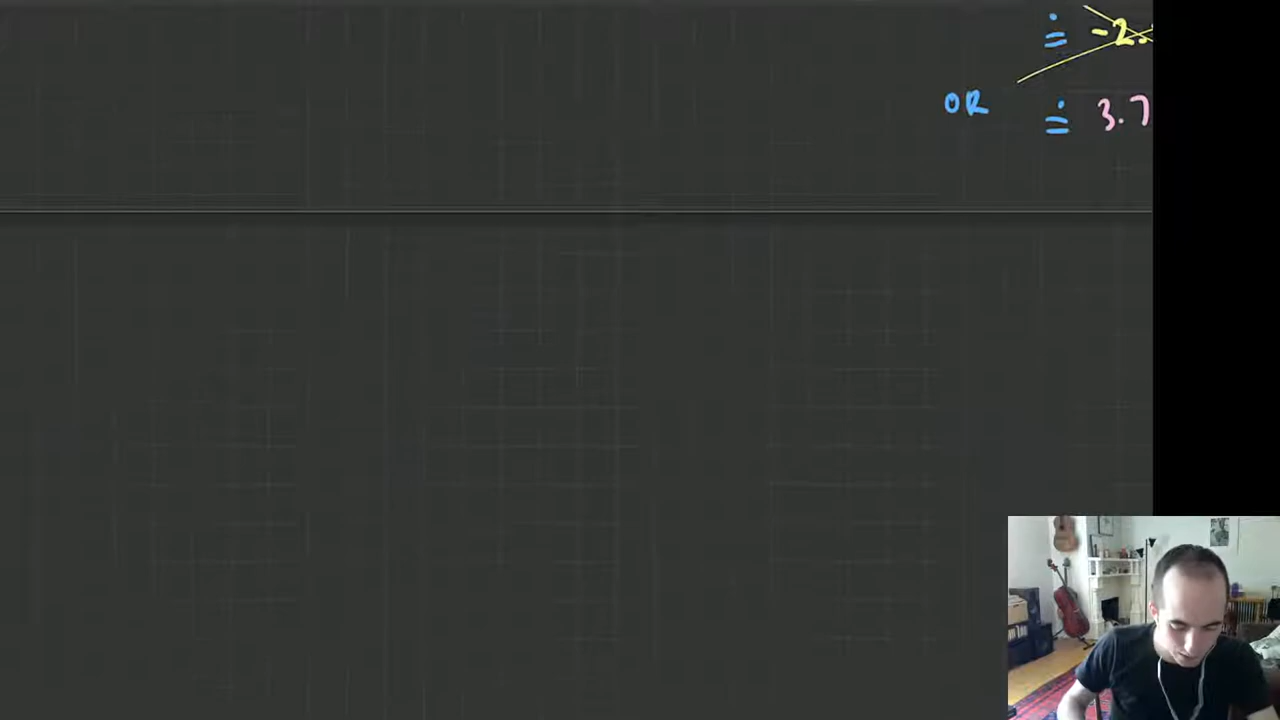 ≐ -2.
OR ≐ 3.7